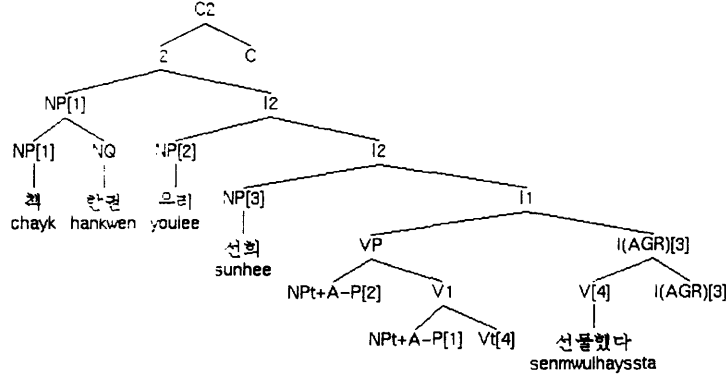 C2
2 C
NP[1] I2
NP[1] NQ NP[2] I2
책 한권 유리 NP[3] I1
chayk hankwen youlee
선희 VP I(AGR)[3]
sunhee
NPt+A-P[2] V1 V[4] I(AGR)[3]
NPt+A-P[1] Vt[4] 선물했다
senmwulhayssta